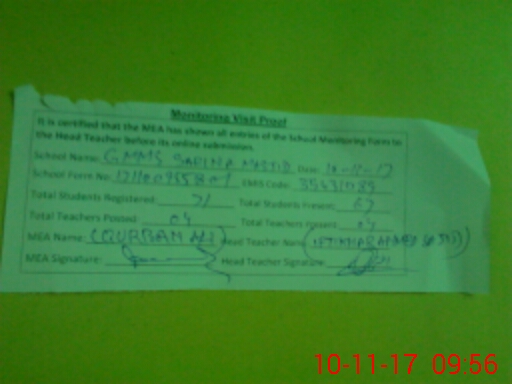 Monitoring Visit Proof
It is certified that the MEA has shown all entries of the School Monitoring Form to
the Head Teacher before its online submission.
School Name: GMMS MASJID Date: 10-11-17
School Form No: EMIS Code:
Total Students Registered: 71 Total Students Present: 67
Total Teachers Posted: 04 Total Teachers Present: 04
MEA Name: (QURBAN ALI) Head Teacher Name (IFTIKHAR AHMED
MEA Signature: Head Teacher Signature:
10-11-17 09:56